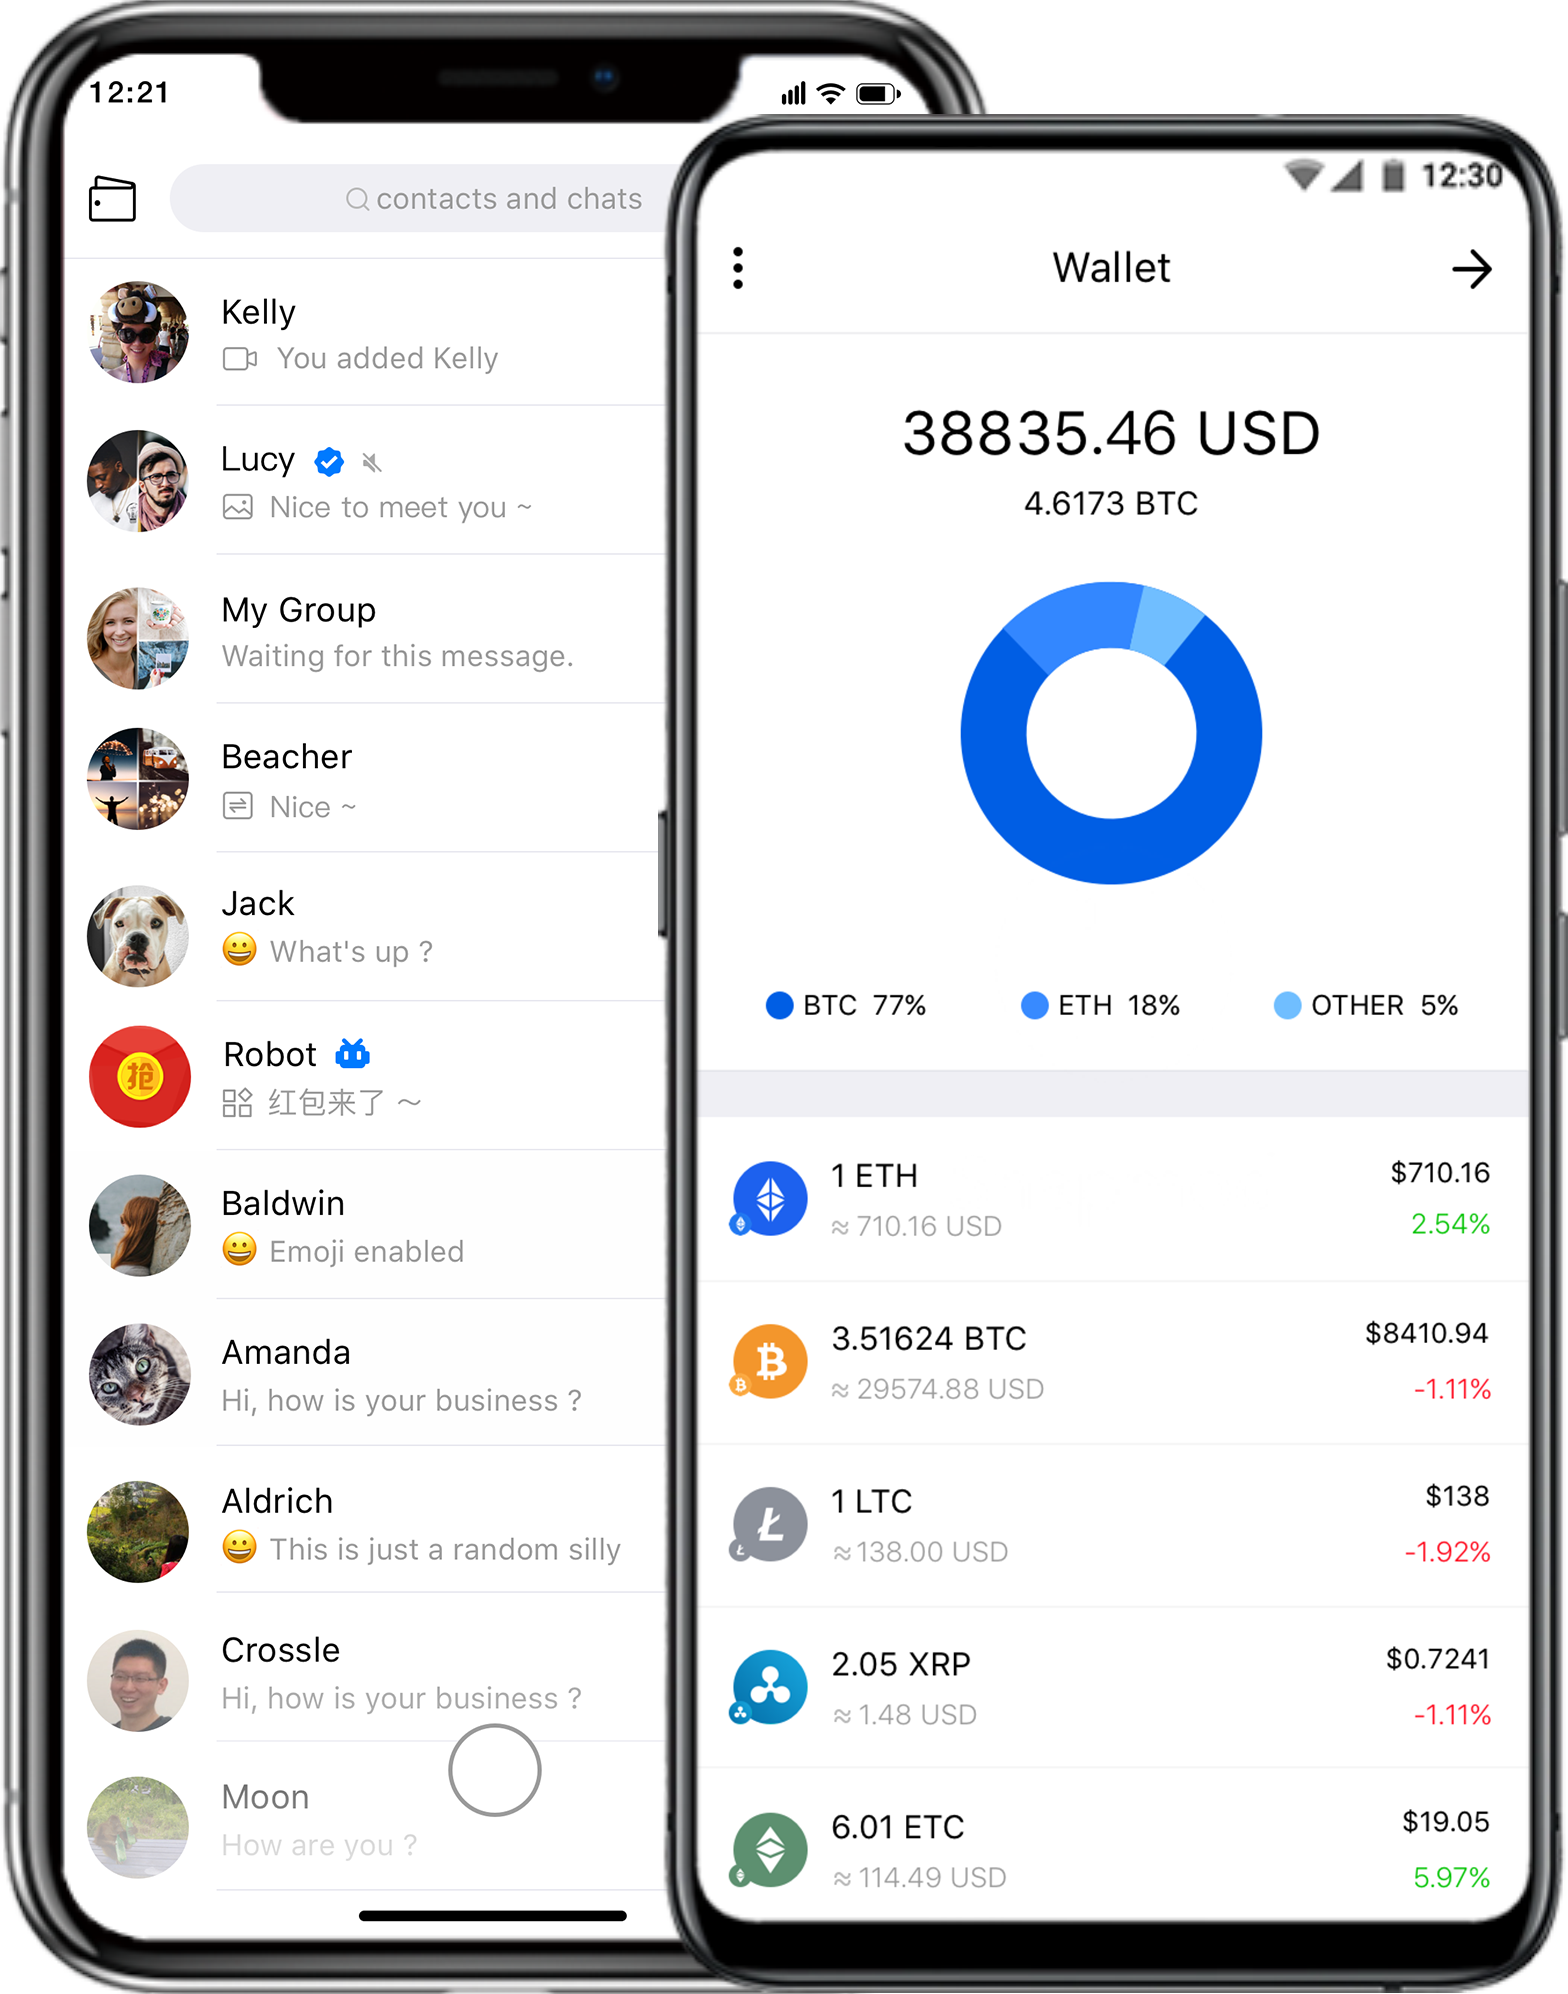 12:21
contacts and chats
Kelly
You added Kelly
Lucy
Nice to meet you ~
My Group
Waiting for this message.
Beacher
Nice ~
Jack
What's up ?
抢
Robot
红包来了 ～
Baldwin
Emoji enabled
Amanda
Hi, how is your business ?
Aldrich
This is just a random silly
Crossle
Hi, how is your business ?
Moon
How are you ?
12:30
Wallet
38835.46 USD
4.6173 BTC
BTC 77%
ETH 18%
OTHER 5%
1 ETH
$710.16
≈ 710.16 USD
2.54%
3.51624 BTC
$8410.94
≈ 29574.88 USD
-1.11%
1 LTC
$138
≈ 138.00 USD
-1.92%
2.05 XRP
$0.7241
≈ 1.48 USD
-1.11%
6.01 ETC
$19.05
≈ 114.49 USD
5.97%